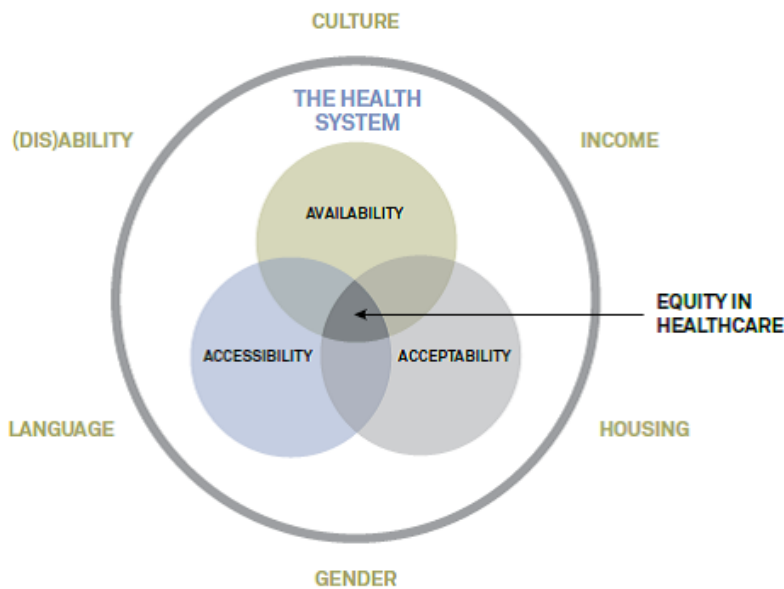 CULTURE
THE HEALTH
SYSTEM
(DIS)ABILITY
INCOME
AVAILABILITY
EQUITY IN
HEALTHCARE
ACCESSIBILITY
ACCEPTABILITY
LANGUAGE
HOUSING
GENDER